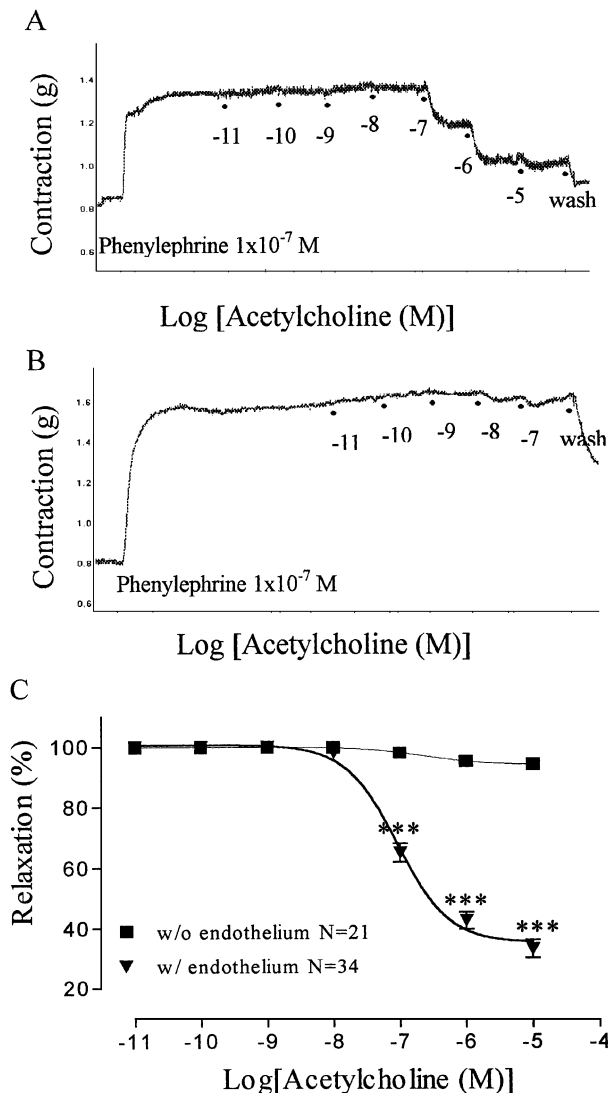 A
Contraction (g)
1.4
1.2
1.0
0.8
0.6
-11
-10
-9
-8
-7
-6
-5
wash
Phenylephrine 1x10⁻⁷ M
Log [Acetylcholine (M)]
B
Contraction (g)
1.6
1.6
1.0
0.8
0.6
-11
-10
-9
-8
-7
wash
Phenylephrine 1x10⁻⁷ M
Log [Acetylcholine (M)]
C
Relaxation (%)
100
80
60
40
20
***
***
***
w/o endothelium N=21
w/ endothelium N=34
-11
-10
-9
-8
-7
-6
-5
-4
Log[Acetylcholine (M)]